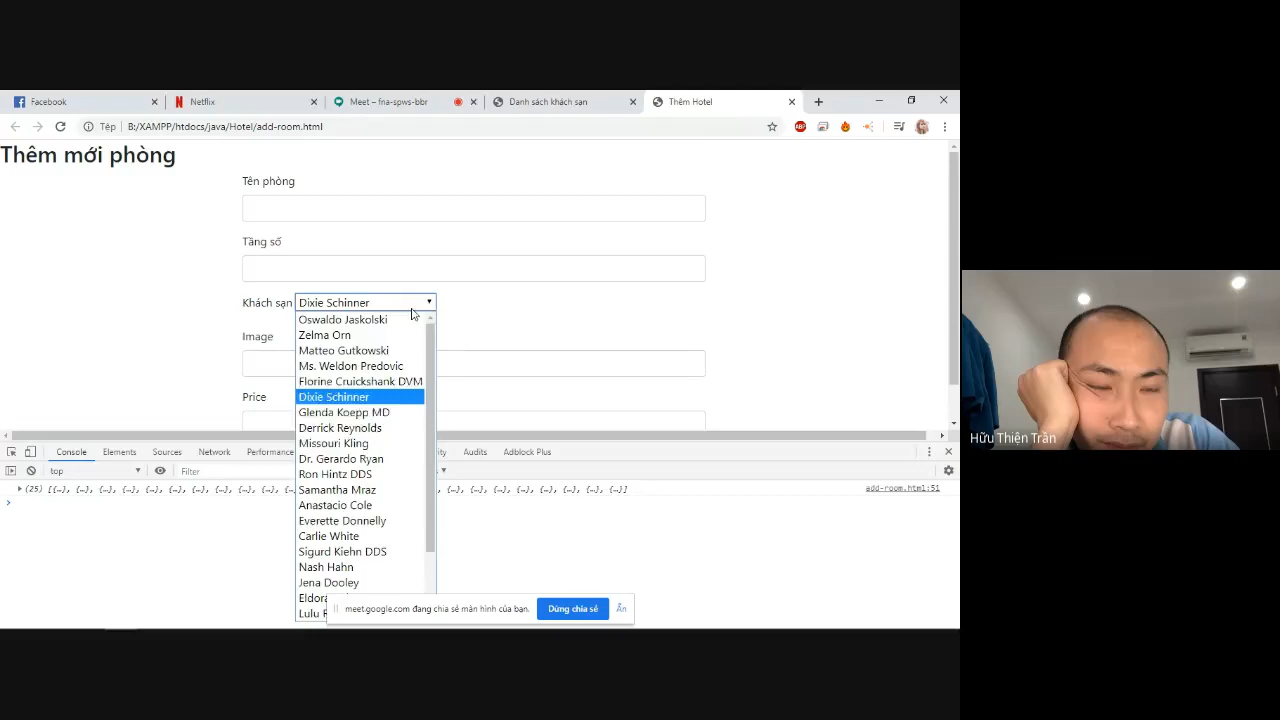 Facebook
Netflix
Meet – fna-spws-bbr
Danh sách khách sạn
Thêm Hotel
Tệp
B:/XAMPP/htdocs/java/Hotel/add-room.html
ABP
Thêm mới phòng
Tên phòng
Tầng số
Khách sạn
Dixie Schinner
Oswaldo Jaskolski
Zelma Orn
Image
Matteo Gutkowski
Ms. Weldon Predovic
Florine Cruickshank DVM
Price
Dixie Schinner
Glenda Koepp MD
Derrick Reynolds
Missouri Kling
Dr. Gerardo Ryan
Ron Hintz DDS
Samantha Mraz
Anastacio Cole
Everette Donnelly
Carlie White
Sigurd Kiehn DDS
Nash Hahn
Jena Dooley
Console
Elements
Sources
Network
Performance
Audits
Adblock Plus
top
Filter
(25) [{…}, {…}, {…}, {…}, {…}, {…}, {…}, {…}, {…}, {…}, {…}, {…}, {…}, {…}, {…}, {…}]
add-room.html:51
meet.google.com đang chia sẻ màn hình của bạn.
Dừng chia sẻ
Ẩn
Lulu
Hữu Thiện Trần